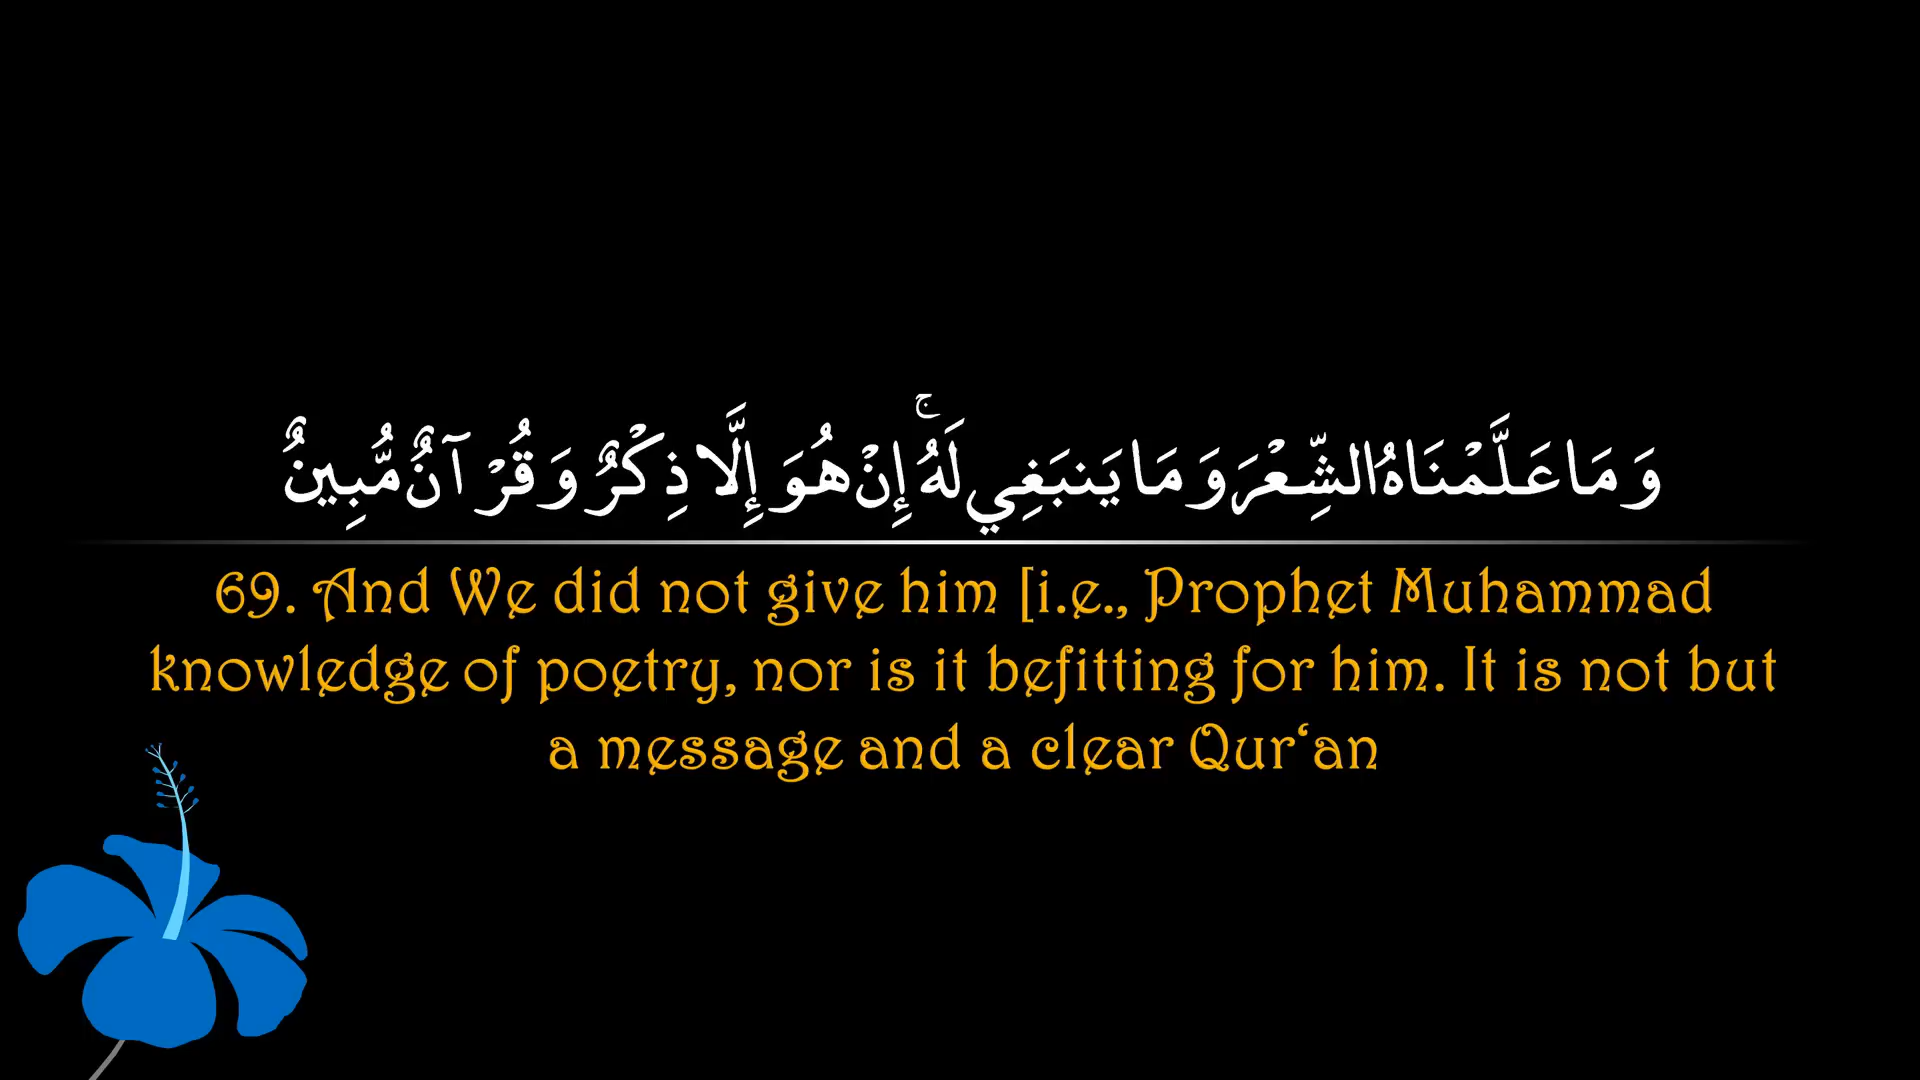 وَمَا عَلَّمْنَاهُ الشِّعْرَ وَمَا يَنبَغِي لَهُ ۚ إِنْ هُوَ إِلَّا ذِكْرٌ وَقُرْآنٌ مُّبِينٌ
69. And We did not give him [i.e., Prophet Muhammad
knowledge of poetry, nor is it befitting for him. It is not but
a message and a clear Qur‘an